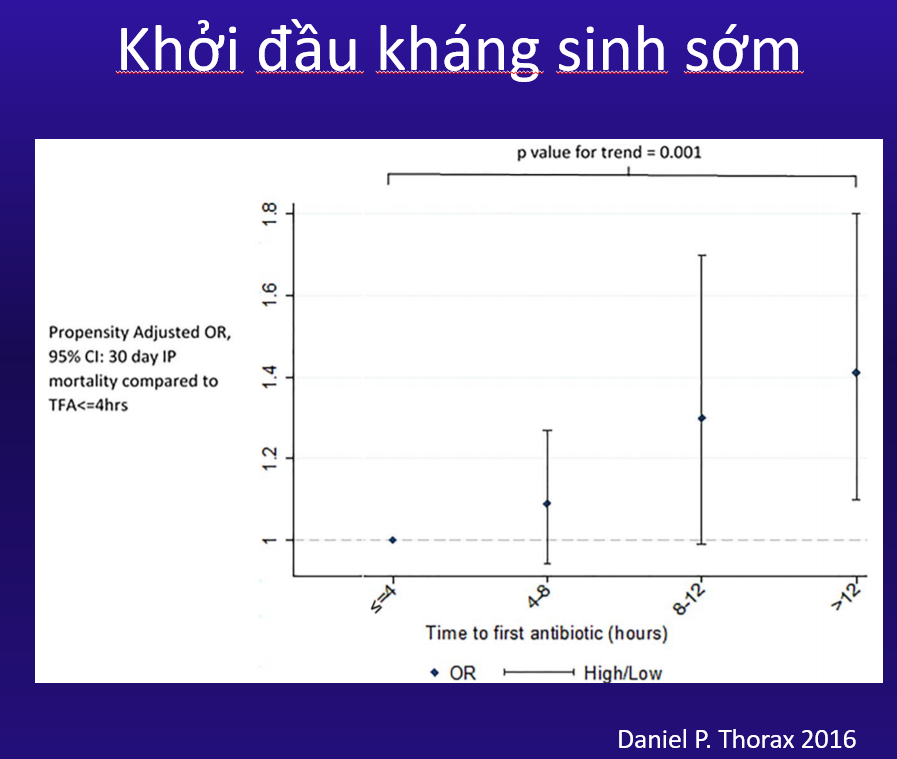 Khởi đầu kháng sinh sớm
p value for trend = 0.001
1.8
1.6
1.4
1.2
1
Propensity Adjusted OR,
95% CI: 30 day IP
mortality compared to
TFA<=4hrs
≤=4
4-8
8-12
>12
Time to first antibiotic (hours)
OR
High/Low
Daniel P. Thorax 2016